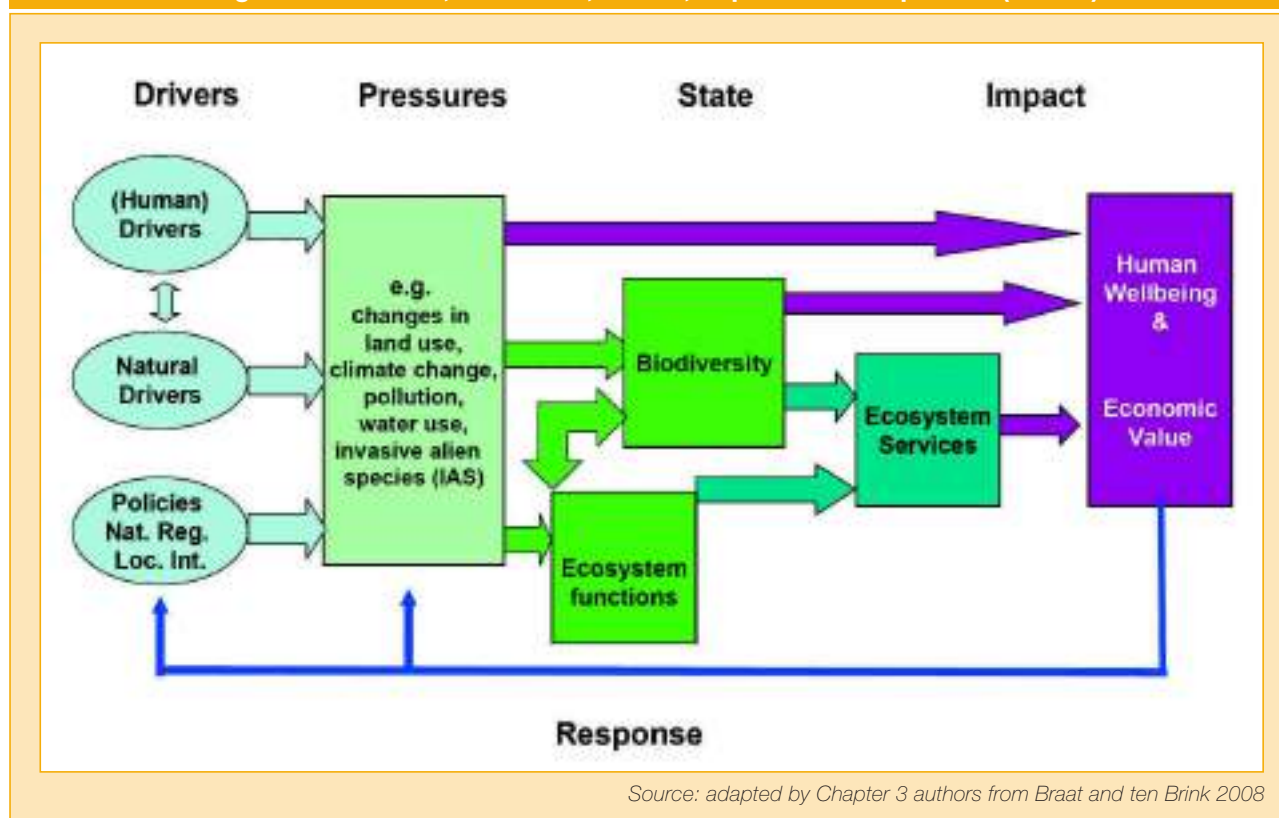 Drivers Pressures State Impact
(Human)
Drivers
Natural
Drivers
Policies
Nat. Reg.
Loc. Int.
e.g.
changes in
land use,
climate change,
pollution,
water use,
invasive alien
species (IAS)
Biodiversity
Ecosystem
functions
Ecosystem
Services
Human
Wellbeing
&
Economic
Value
Response
Source: adapted by Chapter 3 authors from Braat and ten Brink 2008